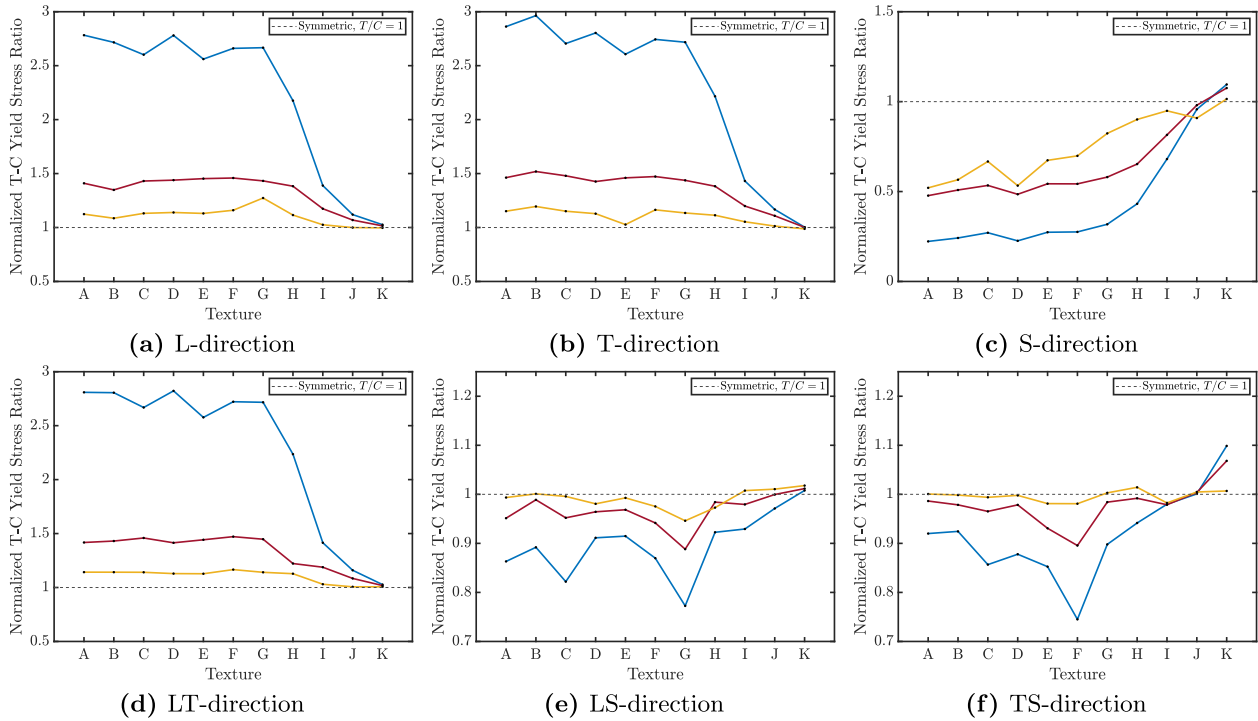 Normalized T-C Yield Stress Ratio
3
2.5
2
1.5
1
0.5
Symmetric, T/C = 1
A B C D E F G H I J K
Texture
(a) L-direction
Normalized T-C Yield Stress Ratio
3
2.5
2
1.5
1
0.5
Symmetric, T/C = 1
A B C D E F G H I J K
Texture
(b) T-direction
Normalized T-C Yield Stress Ratio
1.5
1
0.5
0
Symmetric, T/C = 1
A B C D E F G H I J K
Texture
(c) S-direction
Normalized T-C Yield Stress Ratio
3
2.5
2
1.5
1
0.5
Symmetric, T/C = 1
A B C D E F G H I J K
Texture
(d) LT-direction
Normalized T-C Yield Stress Ratio
1.2
1.1
1
0.9
0.8
0.7
Symmetric, T/C = 1
A B C D E F G H I J K
Texture
(e) LS-direction
Normalized T-C Yield Stress Ratio
1.2
1.1
1
0.9
0.8
0.7
Symmetric, T/C = 1
A B C D E F G H I J K
Texture
(f) TS-direction